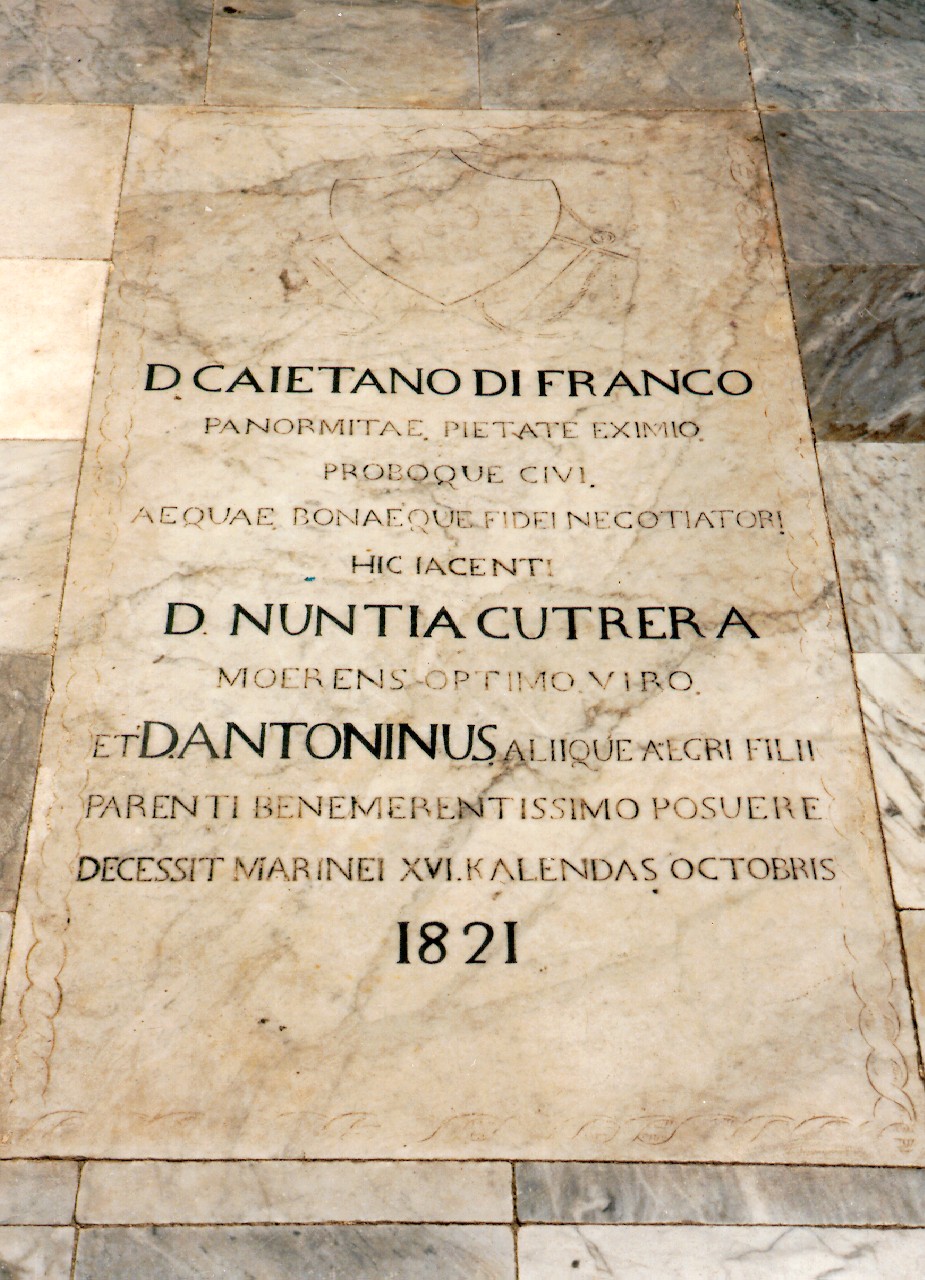 D. CAIETANO DI FRANCO
PANORMITAE, PIETATE EXIMIO
PROBOQUE CIVI.
AEQUAE, BONAEQUE FIDEI NEGOTIATORI
HIC IACENTI
D. NUNTIA CUTRERA
MOERENS OPTIMO VIRO.
ET D. ANTONINUS ALIIQUE AEGRI FILII
PARENTI BENEMERENTISSIMO POSUERE
DECESSIT MARINEI XVI. KALENDAS OCTOBRIS
1821